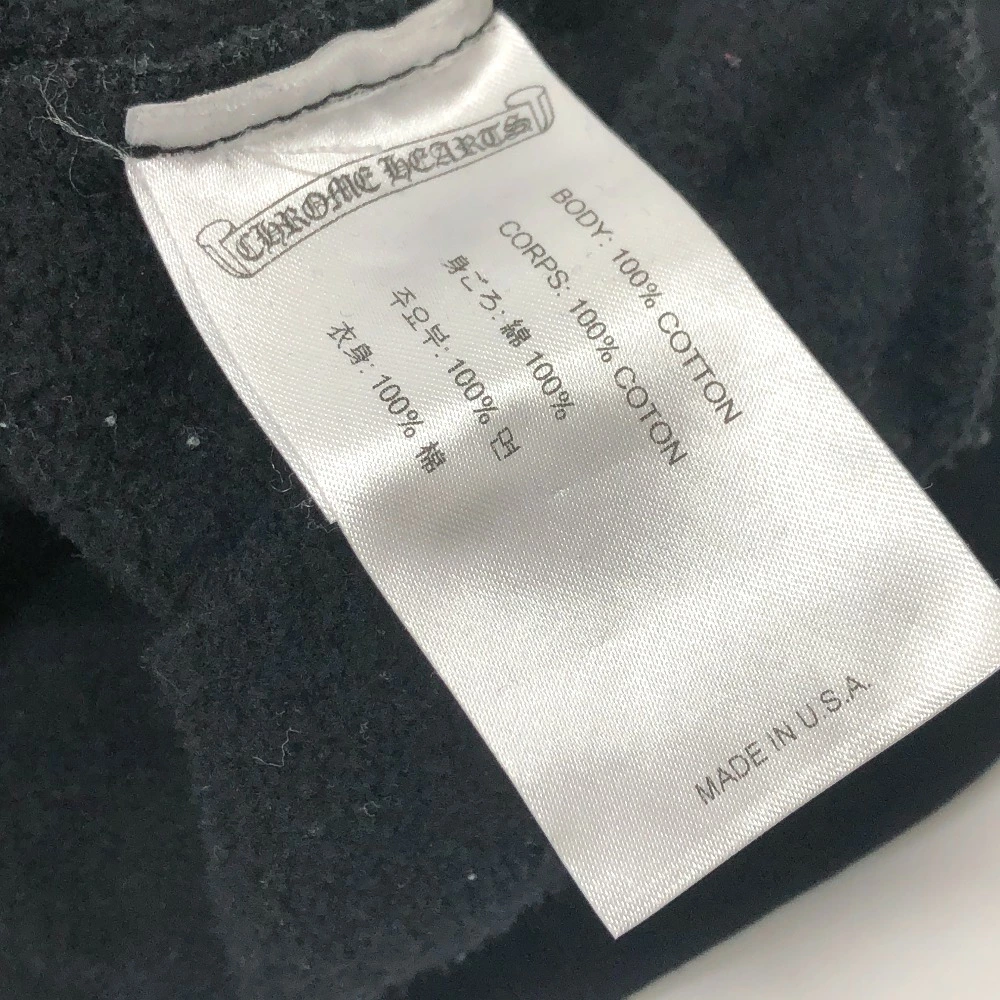 CHROME HEARTS
BODY: 100% COTTON
CORPS: 100% COTON
身ごろ: 綿 100%
주요부: 100% 면
衣身: 100% 棉
MADE IN U.S.A.